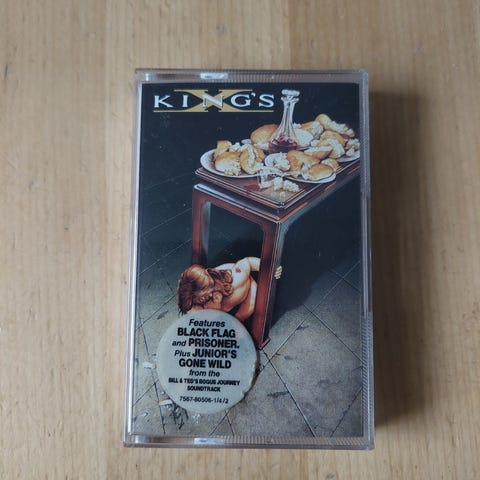 KING'S X
Features
BLACK FLAG
and PRISONER.
Plus JUNIOR'S
GONE WILD
from the
BILL & TED'S BOGUS JOURNEY
SOUNDTRACK
7567-80506-1/4/2